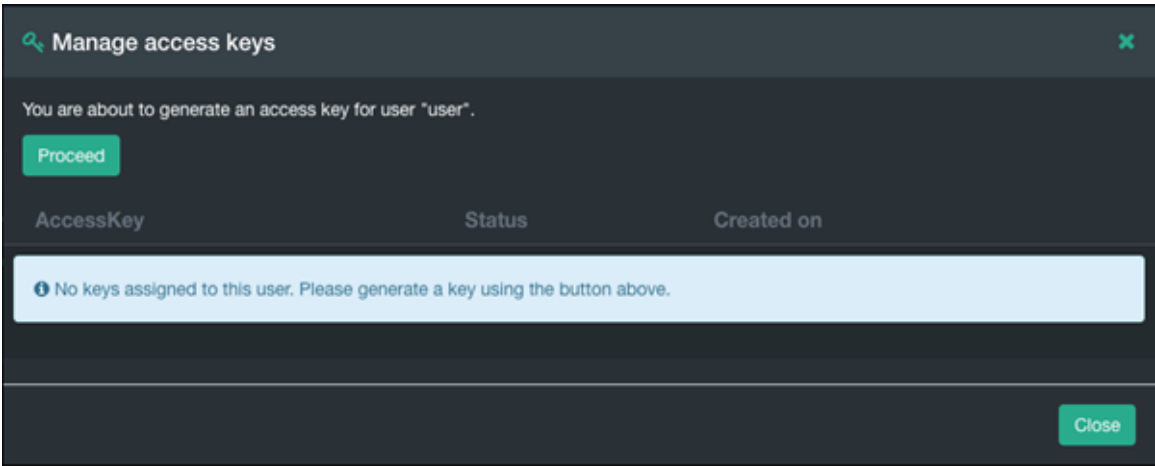 Manage access keys
You are about to generate an access key for user "user".
Proceed
AccessKey Status Created on
No keys assigned to this user. Please generate a key using the button above.
Close